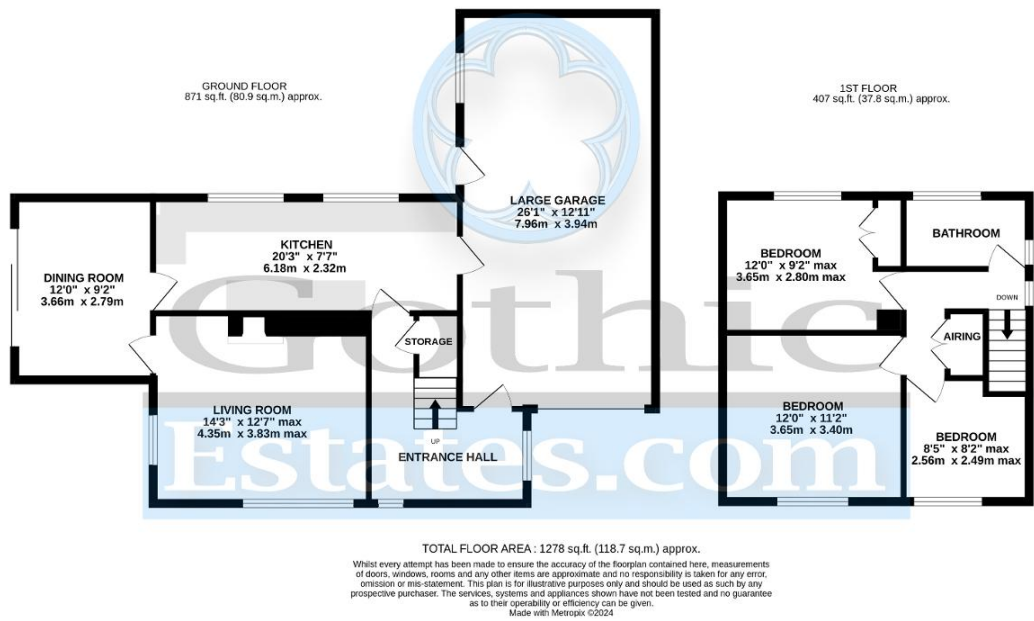 GROUND FLOOR
871 sq.ft. (80.9 sq.m.) approx.
1ST FLOOR
407 sq.ft. (37.8 sq.m.) approx.
LARGE GARAGE
26'1" x 12'11"
7.96m x 3.94m
KITCHEN
20'3" x 7'7"
6.18m x 2.32m
DINING ROOM
12'0" x 9'2"
3.66m x 2.79m
STORAGE
LIVING ROOM
14'3" x 12'7" max
4.35m x 3.83m max
UP
ENTRANCE HALL
BEDROOM
12'0" x 9'2" max
3.65m x 2.80m max
BATHROOM
DOWN
AIRING
BEDROOM
12'0" x 11'2"
3.65m x 3.40m
BEDROOM
8'5" x 8'2" max
2.56m x 2.49m max
Gothic
Estates.com
TOTAL FLOOR AREA : 1278 sq.ft. (118.7 sq.m.) approx.
Whilst every attempt has been made to ensure the accuracy of the floorplan contained here, measurements
of doors, windows, rooms and any other items are approximate and no responsibility is taken for any error,
omission or mis-statement. This plan is for illustrative purposes only and should be used as such by any
prospective purchaser. The services, systems and appliances shown have not been tested and no guarantee
as to their operability or efficiency can be given.
Made with Metropix ©2024